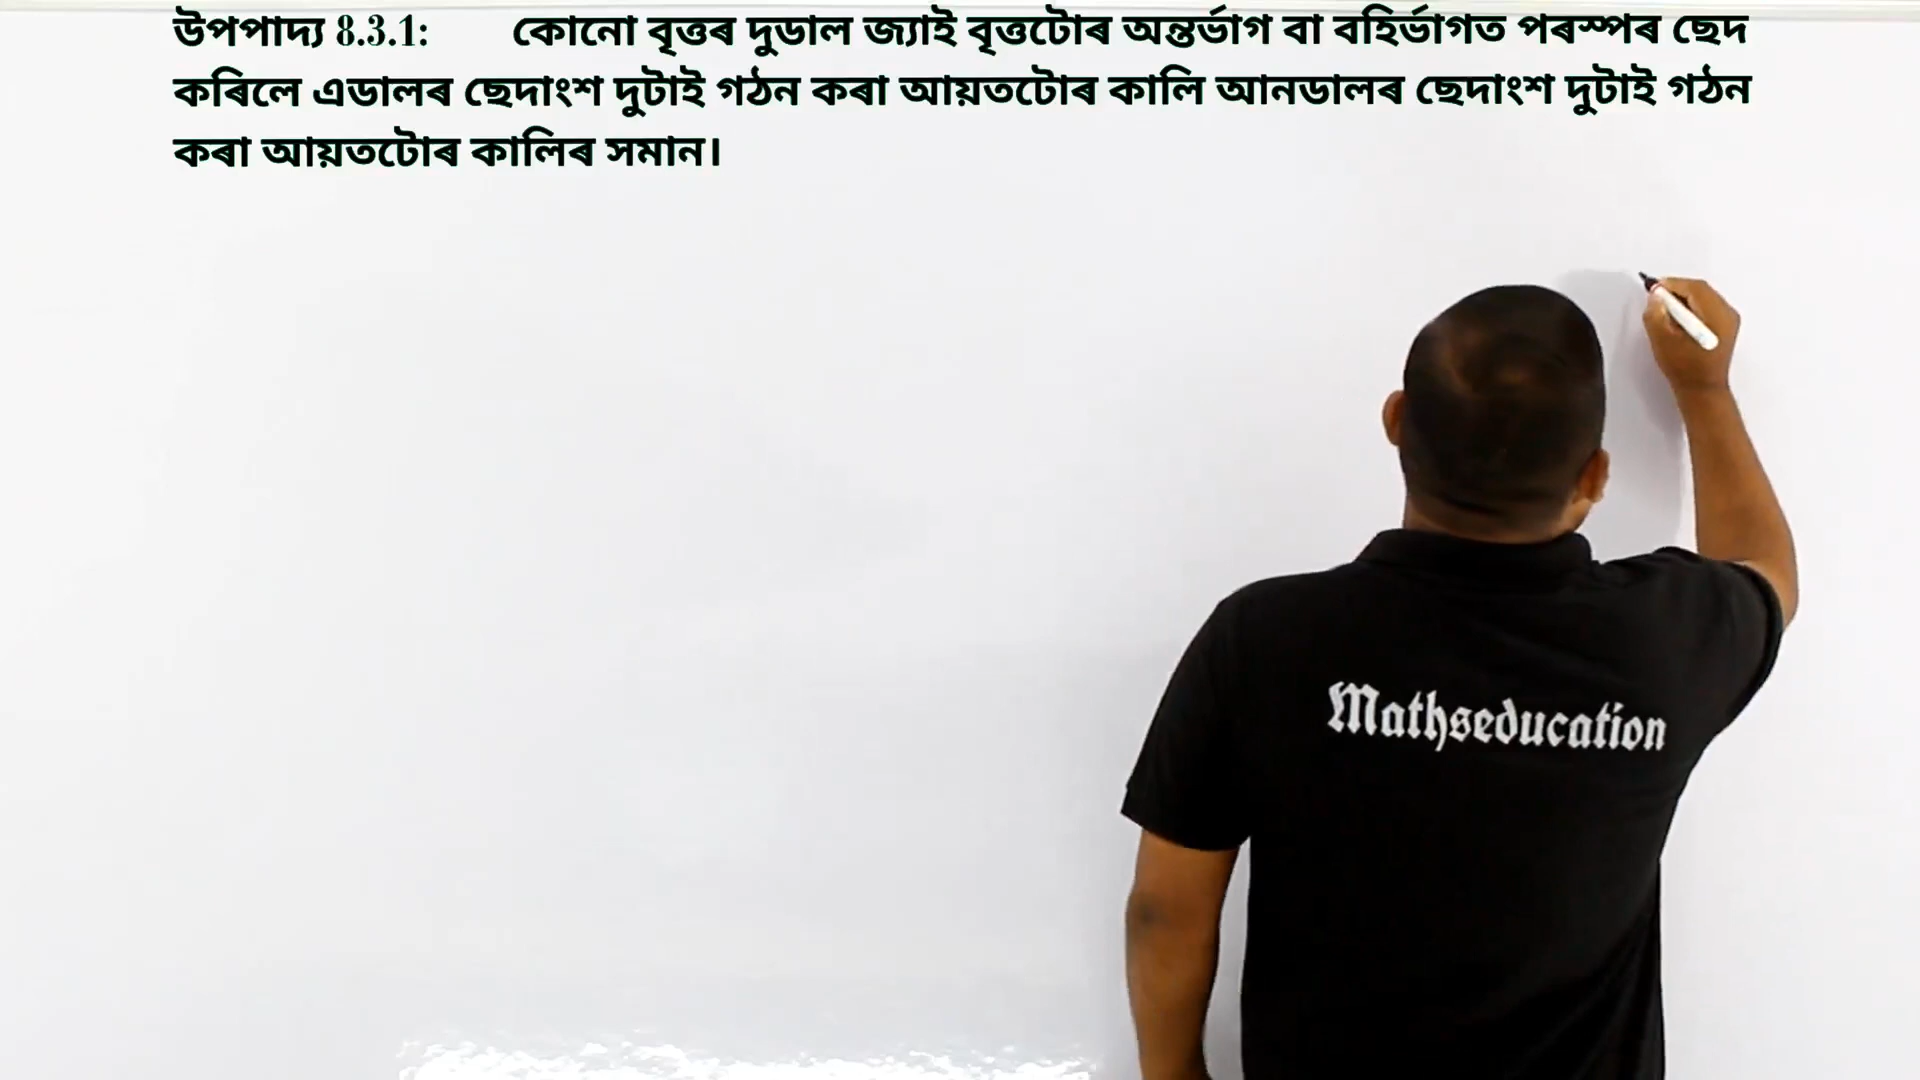 উপপাদ্য 8.3.1: কোনো বৃত্তৰ দুডাল জ্যাই বৃত্তটোৰ অন্তৰ্ভাগ বা বহিৰ্ভাগত পৰস্পৰ ছেদ
কৰিলে এডালৰ ছেদাংশ দুটাই গঠন কৰা আয়তটোৰ কালি আনডালৰ ছেদাংশ দুটাই গঠন
কৰা আয়তটোৰ কালিৰ সমান।
Mathseducation